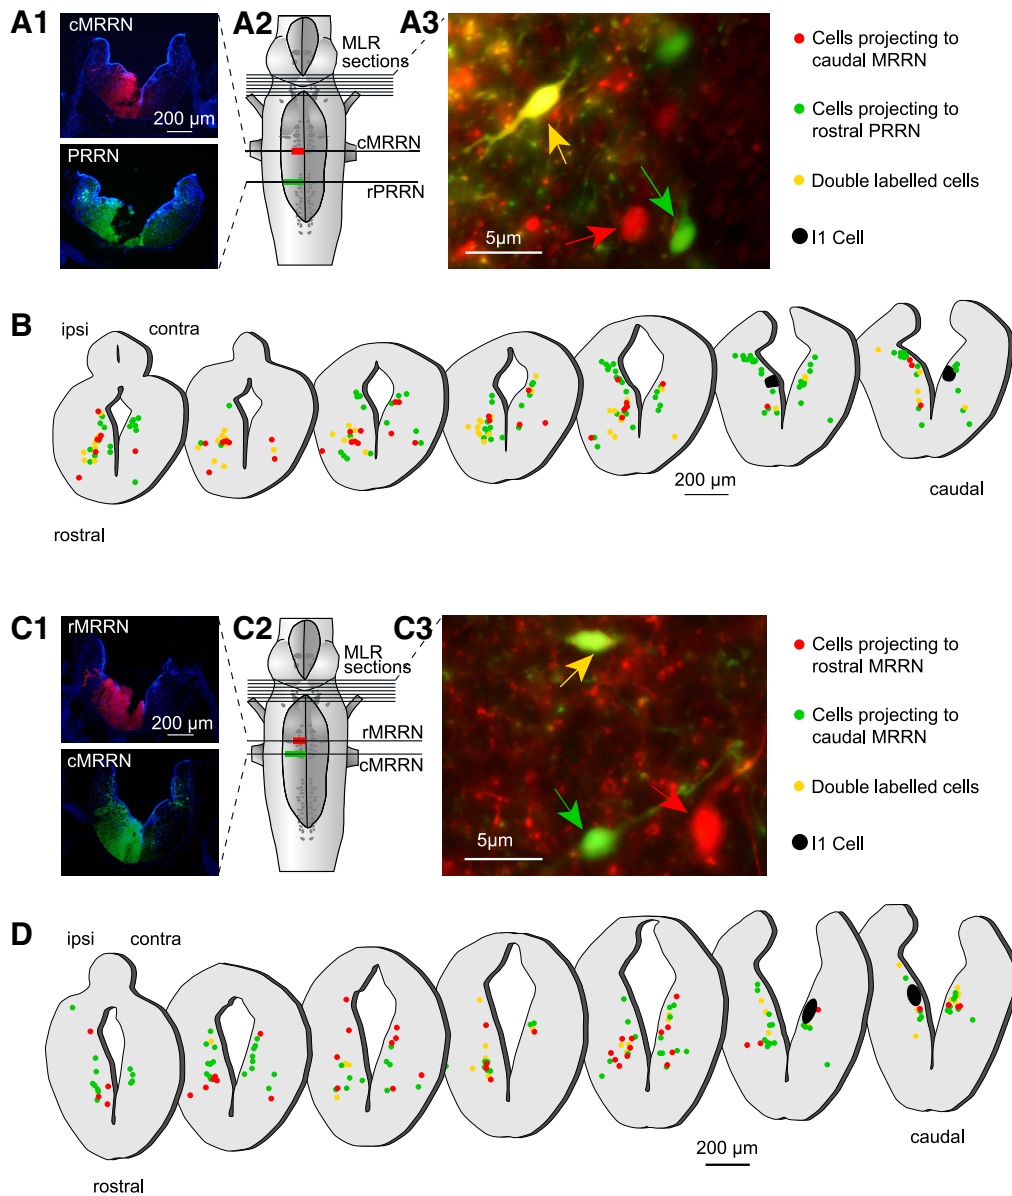 A1
cMRRN
200 µm
PRRN
A2
MLR
sections
cMRRN
rPRRN
A3
5µm
Cells projecting to
caudal MRRN
Cells projecting to
rostral PRRN
Double labelled cells
I1 Cell
B
ipsi
contra
200 µm
rostral
caudal
C1
rMRRN
200 µm
cMRRN
C2
MLR
sections
rMRRN
cMRRN
C3
5µm
Cells projecting to
rostral MRRN
Cells projecting to
caudal MRRN
Double labelled cells
I1 Cell
D
ipsi
contra
200 µm
rostral
caudal